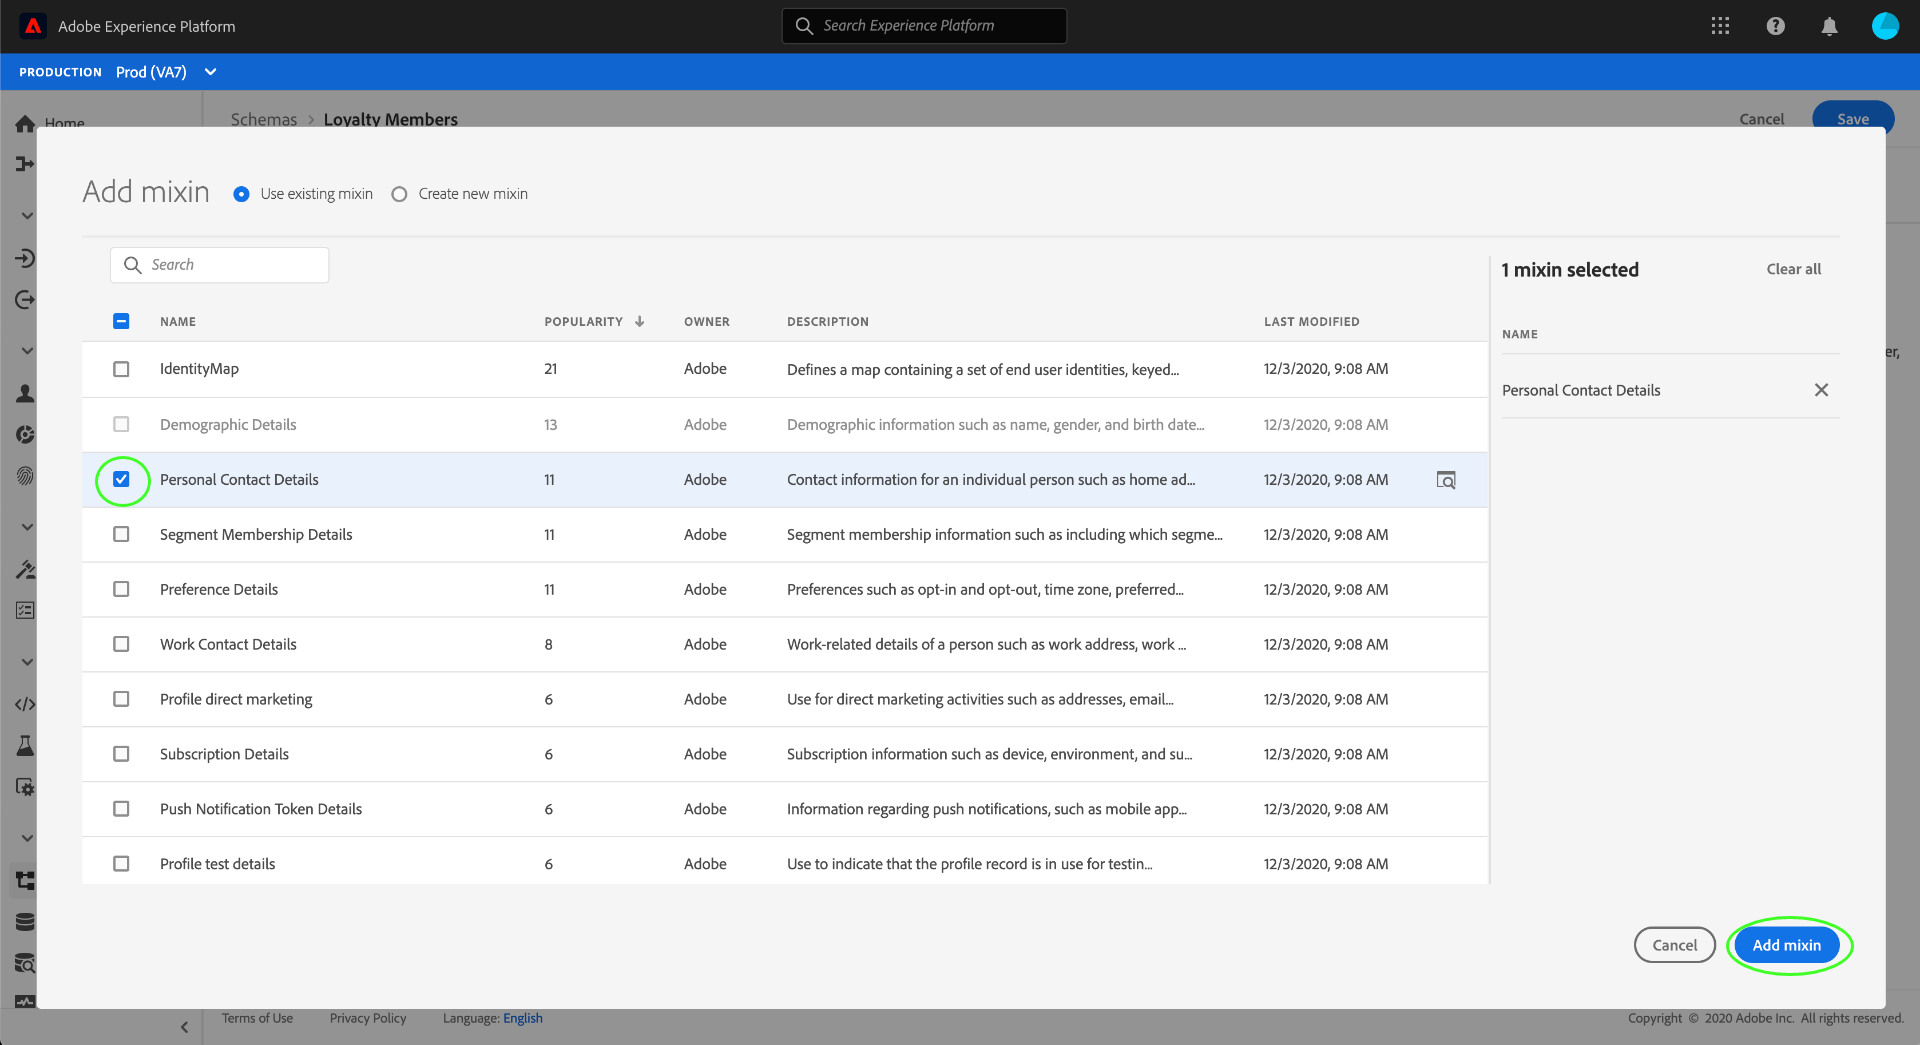 Adobe Experience Platform
Search Experience Platform
PRODUCTION Prod (VA7)
Home
Schemas > Loyalty Members
Cancel
Save
Add mixin
Use existing mixin
Create new mixin
Search
1 mixin selected
Clear all
NAME POPULARITY OWNER DESCRIPTION LAST MODIFIED
NAME
IdentityMap 21 Adobe Defines a map containing a set of end user identities, keyed... 12/3/2020, 9:08 AM
er,
Personal Contact Details
Demographic Details 13 Adobe Demographic information such as name, gender, and birth date... 12/3/2020, 9:08 AM
Personal Contact Details 11 Adobe Contact information for an individual person such as home ad... 12/3/2020, 9:08 AM
Segment Membership Details 11 Adobe Segment membership information such as including which segme... 12/3/2020, 9:08 AM
Preference Details 11 Adobe Preferences such as opt-in and opt-out, time zone, preferred... 12/3/2020, 9:08 AM
Work Contact Details 8 Adobe Work-related details of a person such as work address, work ... 12/3/2020, 9:08 AM
Profile direct marketing 6 Adobe Use for direct marketing activities such as addresses, email... 12/3/2020, 9:08 AM
Subscription Details 6 Adobe Subscription information such as device, environment, and su... 12/3/2020, 9:08 AM
Push Notification Token Details 6 Adobe Information regarding push notifications, such as mobile app... 12/3/2020, 9:08 AM
Profile test details 6 Adobe Use to indicate that the profile record is in use for testin... 12/3/2020, 9:08 AM
Cancel
Add mixin
Terms of Use Privacy Policy Language: English
Copyright © 2020 Adobe Inc. All rights reserved.